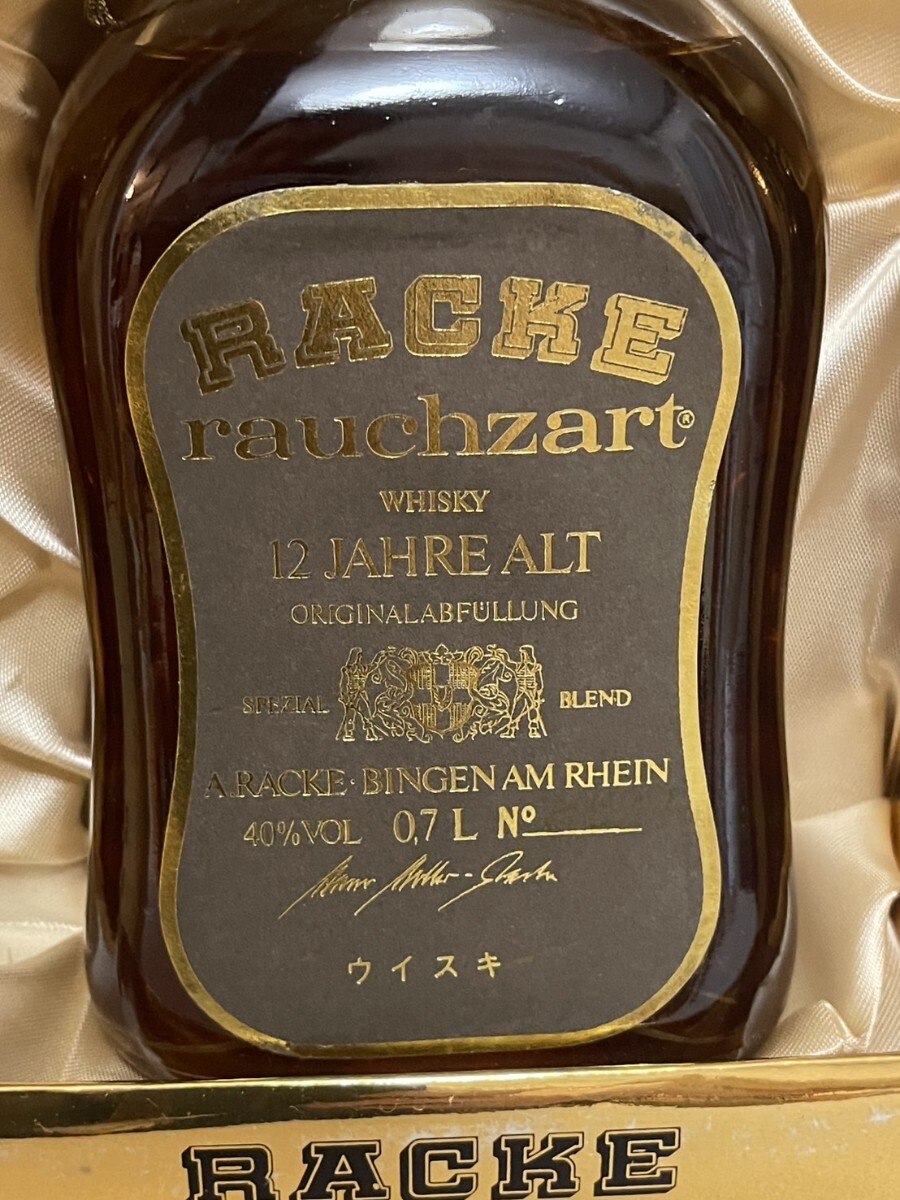 RACKE
rauchzart®
WHISKY
12 JAHRE ALT
ORIGINALABFÜLLUNG
SPEZIAL BLEND
A.RACKE · BINGEN AM RHEIN
40%VOL 0,7 L Nº
ウイスキ
RACKE